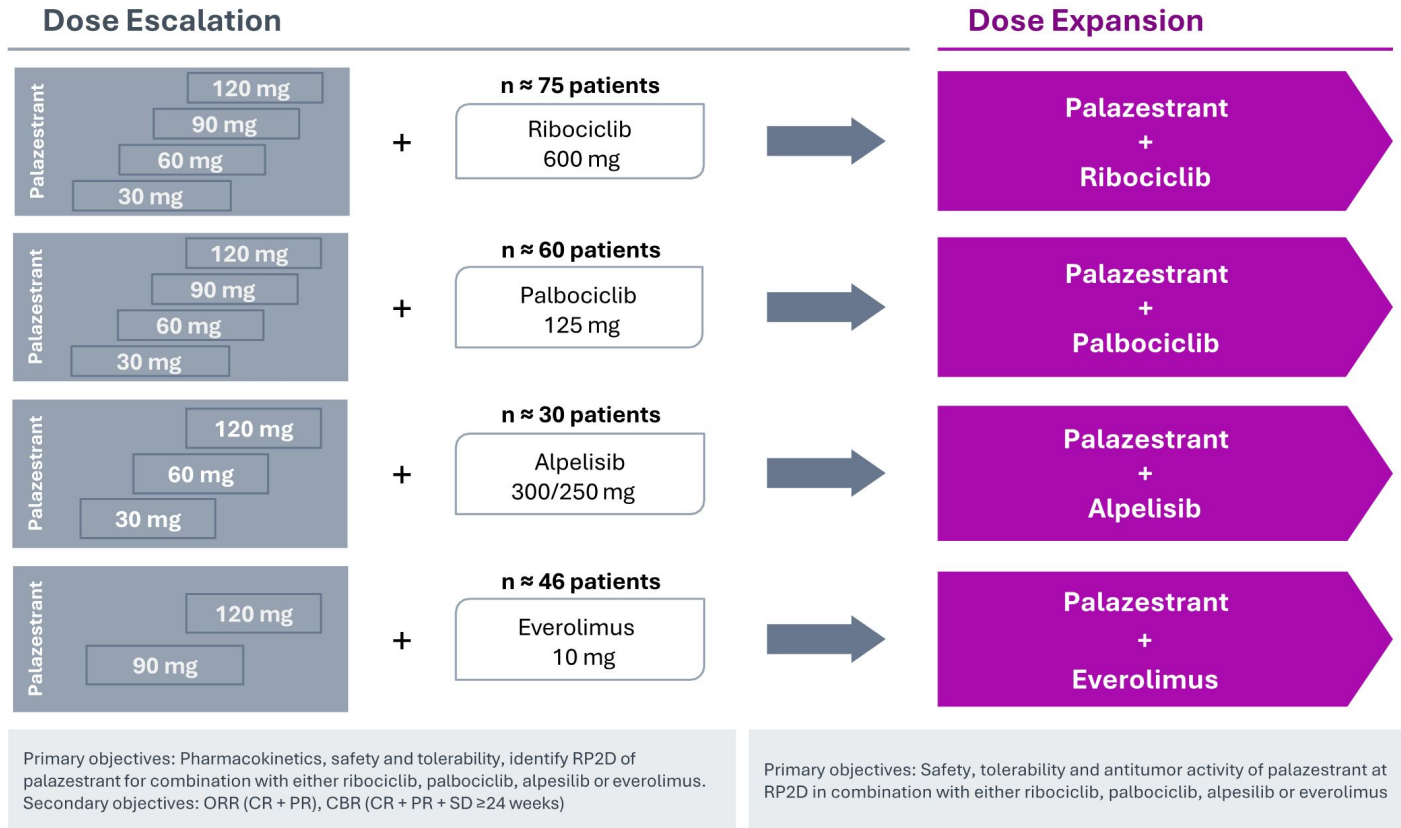 Dose Escalation
Dose Expansion
Palazestrant
120 mg
90 mg
60 mg
30 mg
+
n ≈ 75 patients
Ribociclib
600 mg
Palazestrant
+
Ribociclib
Palazestrant
120 mg
90 mg
60 mg
30 mg
+
n ≈ 60 patients
Palbociclib
125 mg
Palazestrant
+
Palbociclib
Palazestrant
120 mg
60 mg
30 mg
+
n ≈ 30 patients
Alpelisib
300/250 mg
Palazestrant
+
Alpelisib
Palazestrant
120 mg
90 mg
+
n ≈ 46 patients
Everolimus
10 mg
Palazestrant
+
Everolimus
Primary objectives: Pharmacokinetics, safety and tolerability, identify RP2D of
palazestrant for combination with either ribociclib, palbociclib, alpesilib or everolimus.
Secondary objectives: ORR (CR + PR), CBR (CR + PR + SD ≥24 weeks)
Primary objectives: Safety, tolerability and antitumor activity of palazestrant at
RP2D in combination with either ribociclib, palbociclib, alpesilib or everolimus